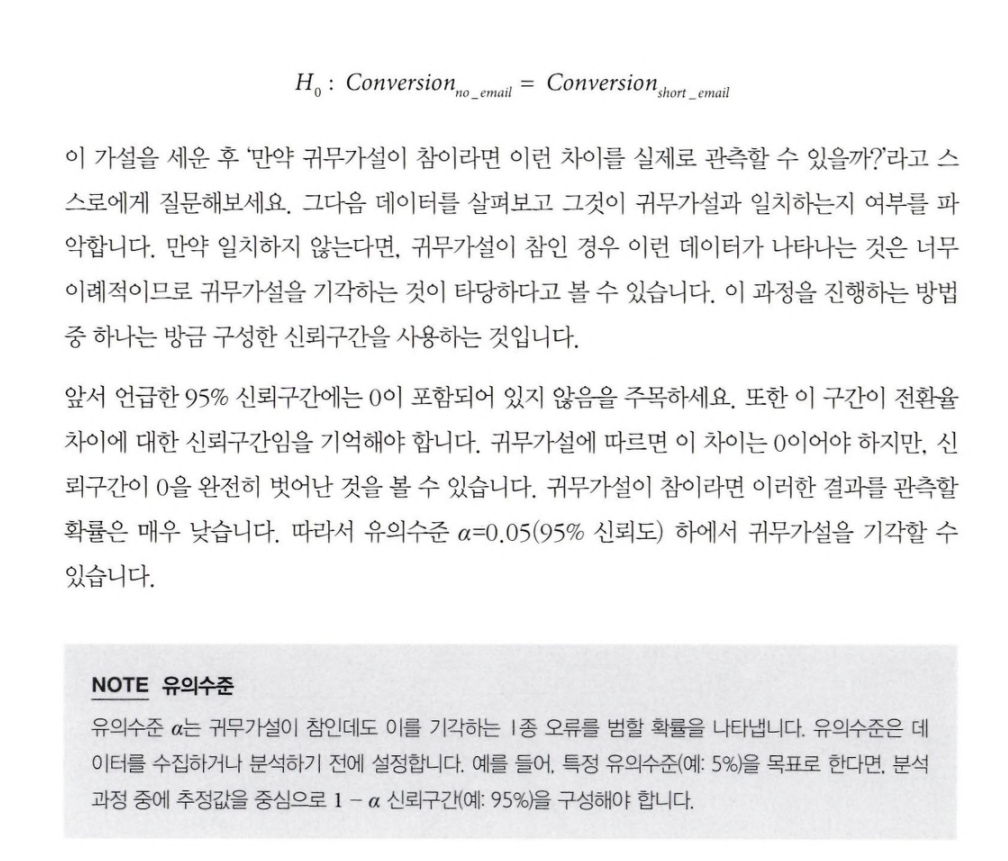 H₀ : Conversion_no_email = Conversion_short_email
이 가설을 세운 후 ‘만약 귀무가설이 참이라면 이런 차이를 실제로 관측할 수 있을까?’라고 스
스로에게 질문해보세요. 그다음 데이터를 살펴보고 그것이 귀무가설과 일치하는지 여부를 파
악합니다. 만약 일치하지 않는다면, 귀무가설이 참인 경우 이런 데이터가 나타나는 것은 너무
이례적이므로 귀무가설을 기각하는 것이 타당하다고 볼 수 있습니다. 이 과정을 진행하는 방법
중 하나는 방금 구성한 신뢰구간을 사용하는 것입니다.
앞서 언급한 95% 신뢰구간에는 0이 포함되어 있지 않음을 주목하세요. 또한 이 구간이 전환율
차이에 대한 신뢰구간임을 기억해야 합니다. 귀무가설에 따르면 이 차이는 0이어야 하지만, 신
뢰구간이 0을 완전히 벗어난 것을 볼 수 있습니다. 귀무가설이 참이라면 이러한 결과를 관측할
확률은 매우 낮습니다. 따라서 유의수준 α=0.05(95% 신뢰도) 하에서 귀무가설을 기각할 수
있습니다.
NOTE 유의수준
유의수준 α는 귀무가설이 참인데도 이를 기각하는 1종 오류를 범할 확률을 나타냅니다. 유의수준은 데
이터를 수집하거나 분석하기 전에 설정합니다. 예를 들어, 특정 유의수준(예: 5%)을 목표로 한다면, 분석
과정 중에 추정값을 중심으로 1 − α 신뢰구간(예: 95%)을 구성해야 합니다.